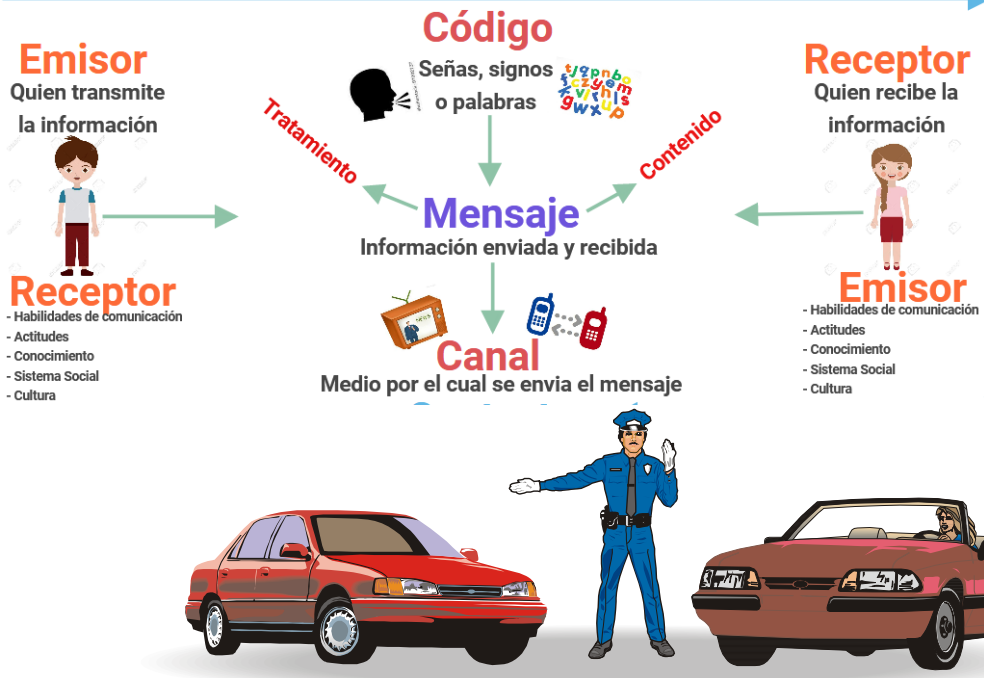 Código
Emisor
Receptor
Señas, signos
o palabras
Quien transmite
la información
Quien recibe la
información
Tratamiento
Contenido
Mensaje
Información enviada y recibida
Receptor
- Habilidades de comunicación
- Actitudes
- Conocimiento
- Sistema Social
- Cultura
Emisor
- Habilidades de comunicación
- Actitudes
- Conocimiento
- Sistema Social
- Cultura
Canal
Medio por el cual se envia el mensaje